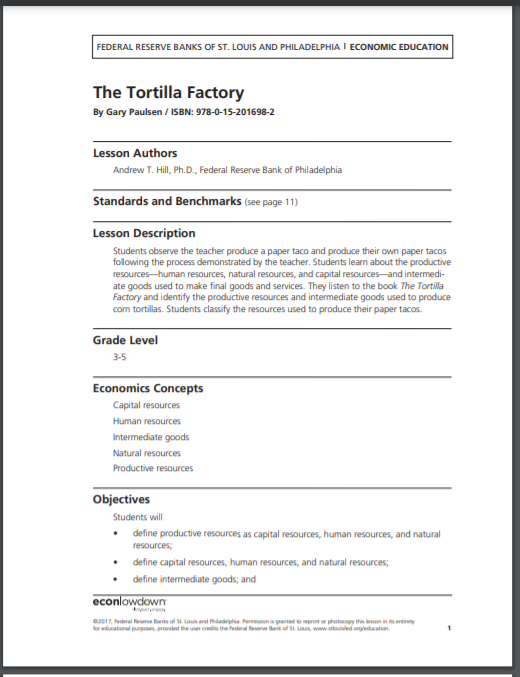 FEDERAL RESERVE BANKS OF ST. LOUIS AND PHILADELPHIA | ECONOMIC EDUCATION
The Tortilla Factory
By Gary Paulsen / ISBN: 978-0-15-201698-2
Lesson Authors
Andrew T. Hill, Ph.D., Federal Reserve Bank of Philadelphia
Standards and Benchmarks (see page 11)
Lesson Description
Students observe the teacher produce a paper taco and produce their own paper tacos
following the process demonstrated by the teacher. Students learn about the productive
resources—human resources, natural resources, and capital resources—and intermedi-
ate goods used to make final goods and services. They listen to the book The Tortilla
Factory and identify the productive resources and intermediate goods used to produce
corn tortillas. Students classify the resources used to produce their paper tacos.
Grade Level
3-5
Economics Concepts
Capital resources
Human resources
Intermediate goods
Natural resources
Productive resources
Objectives
Students will
• define productive resources as capital resources, human resources, and natural
resources;
• define capital resources, human resources, and natural resources;
• define intermediate goods; and
econlowdown
©2017, Federal Reserve Banks of St. Louis and Philadelphia. Permission is granted to reprint or photocopy this lesson in its entirety
for educational purposes, provided the user credits the Federal Reserve Bank of St. Louis, www.stlouisfed.org/education.
1